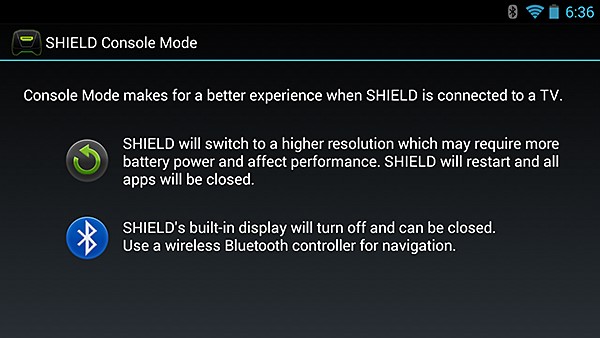 6:36
SHIELD Console Mode
Console Mode makes for a better experience when SHIELD is connected to a TV.
SHIELD will switch to a higher resolution which may require more
battery power and affect performance. SHIELD will restart and all
apps will be closed.
SHIELD's built-in display will turn off and can be closed.
Use a wireless Bluetooth controller for navigation.